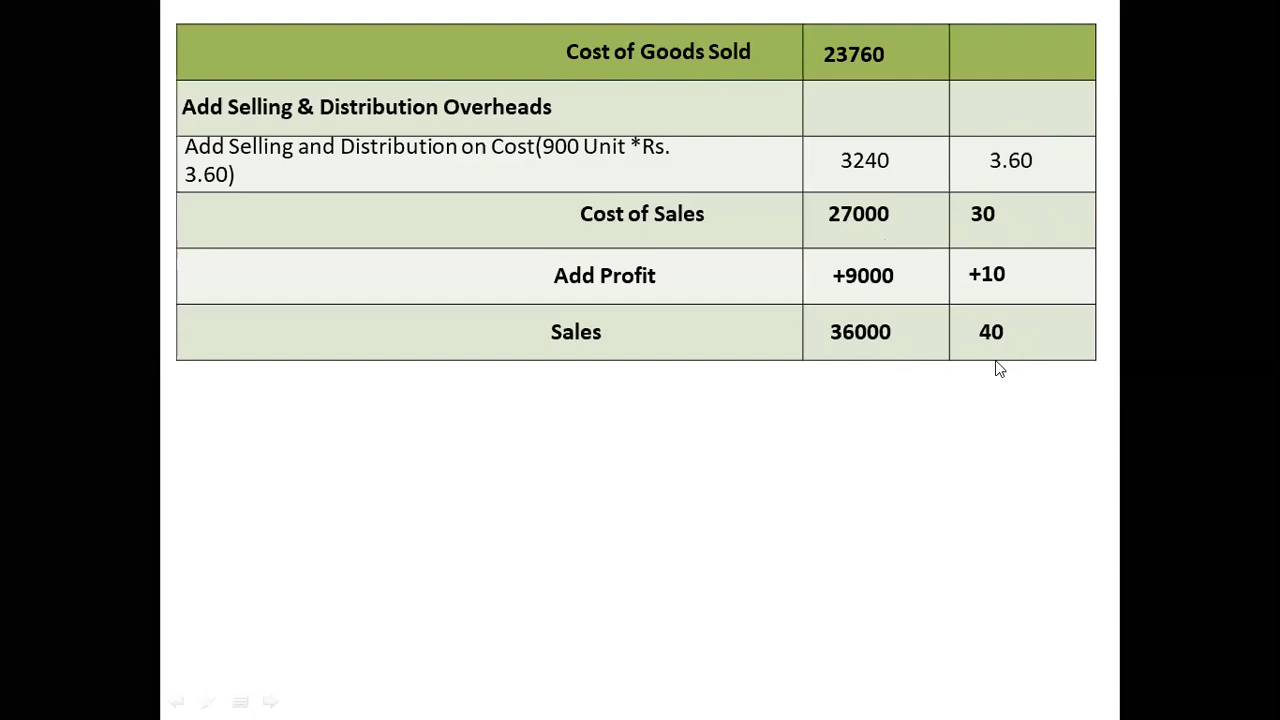 Cost of Goods Sold 23760
Add Selling & Distribution Overheads
Add Selling and Distribution on Cost(900 Unit *Rs.
3.60) 3240 3.60
Cost of Sales 27000 30
Add Profit +9000 +10
Sales 36000 40